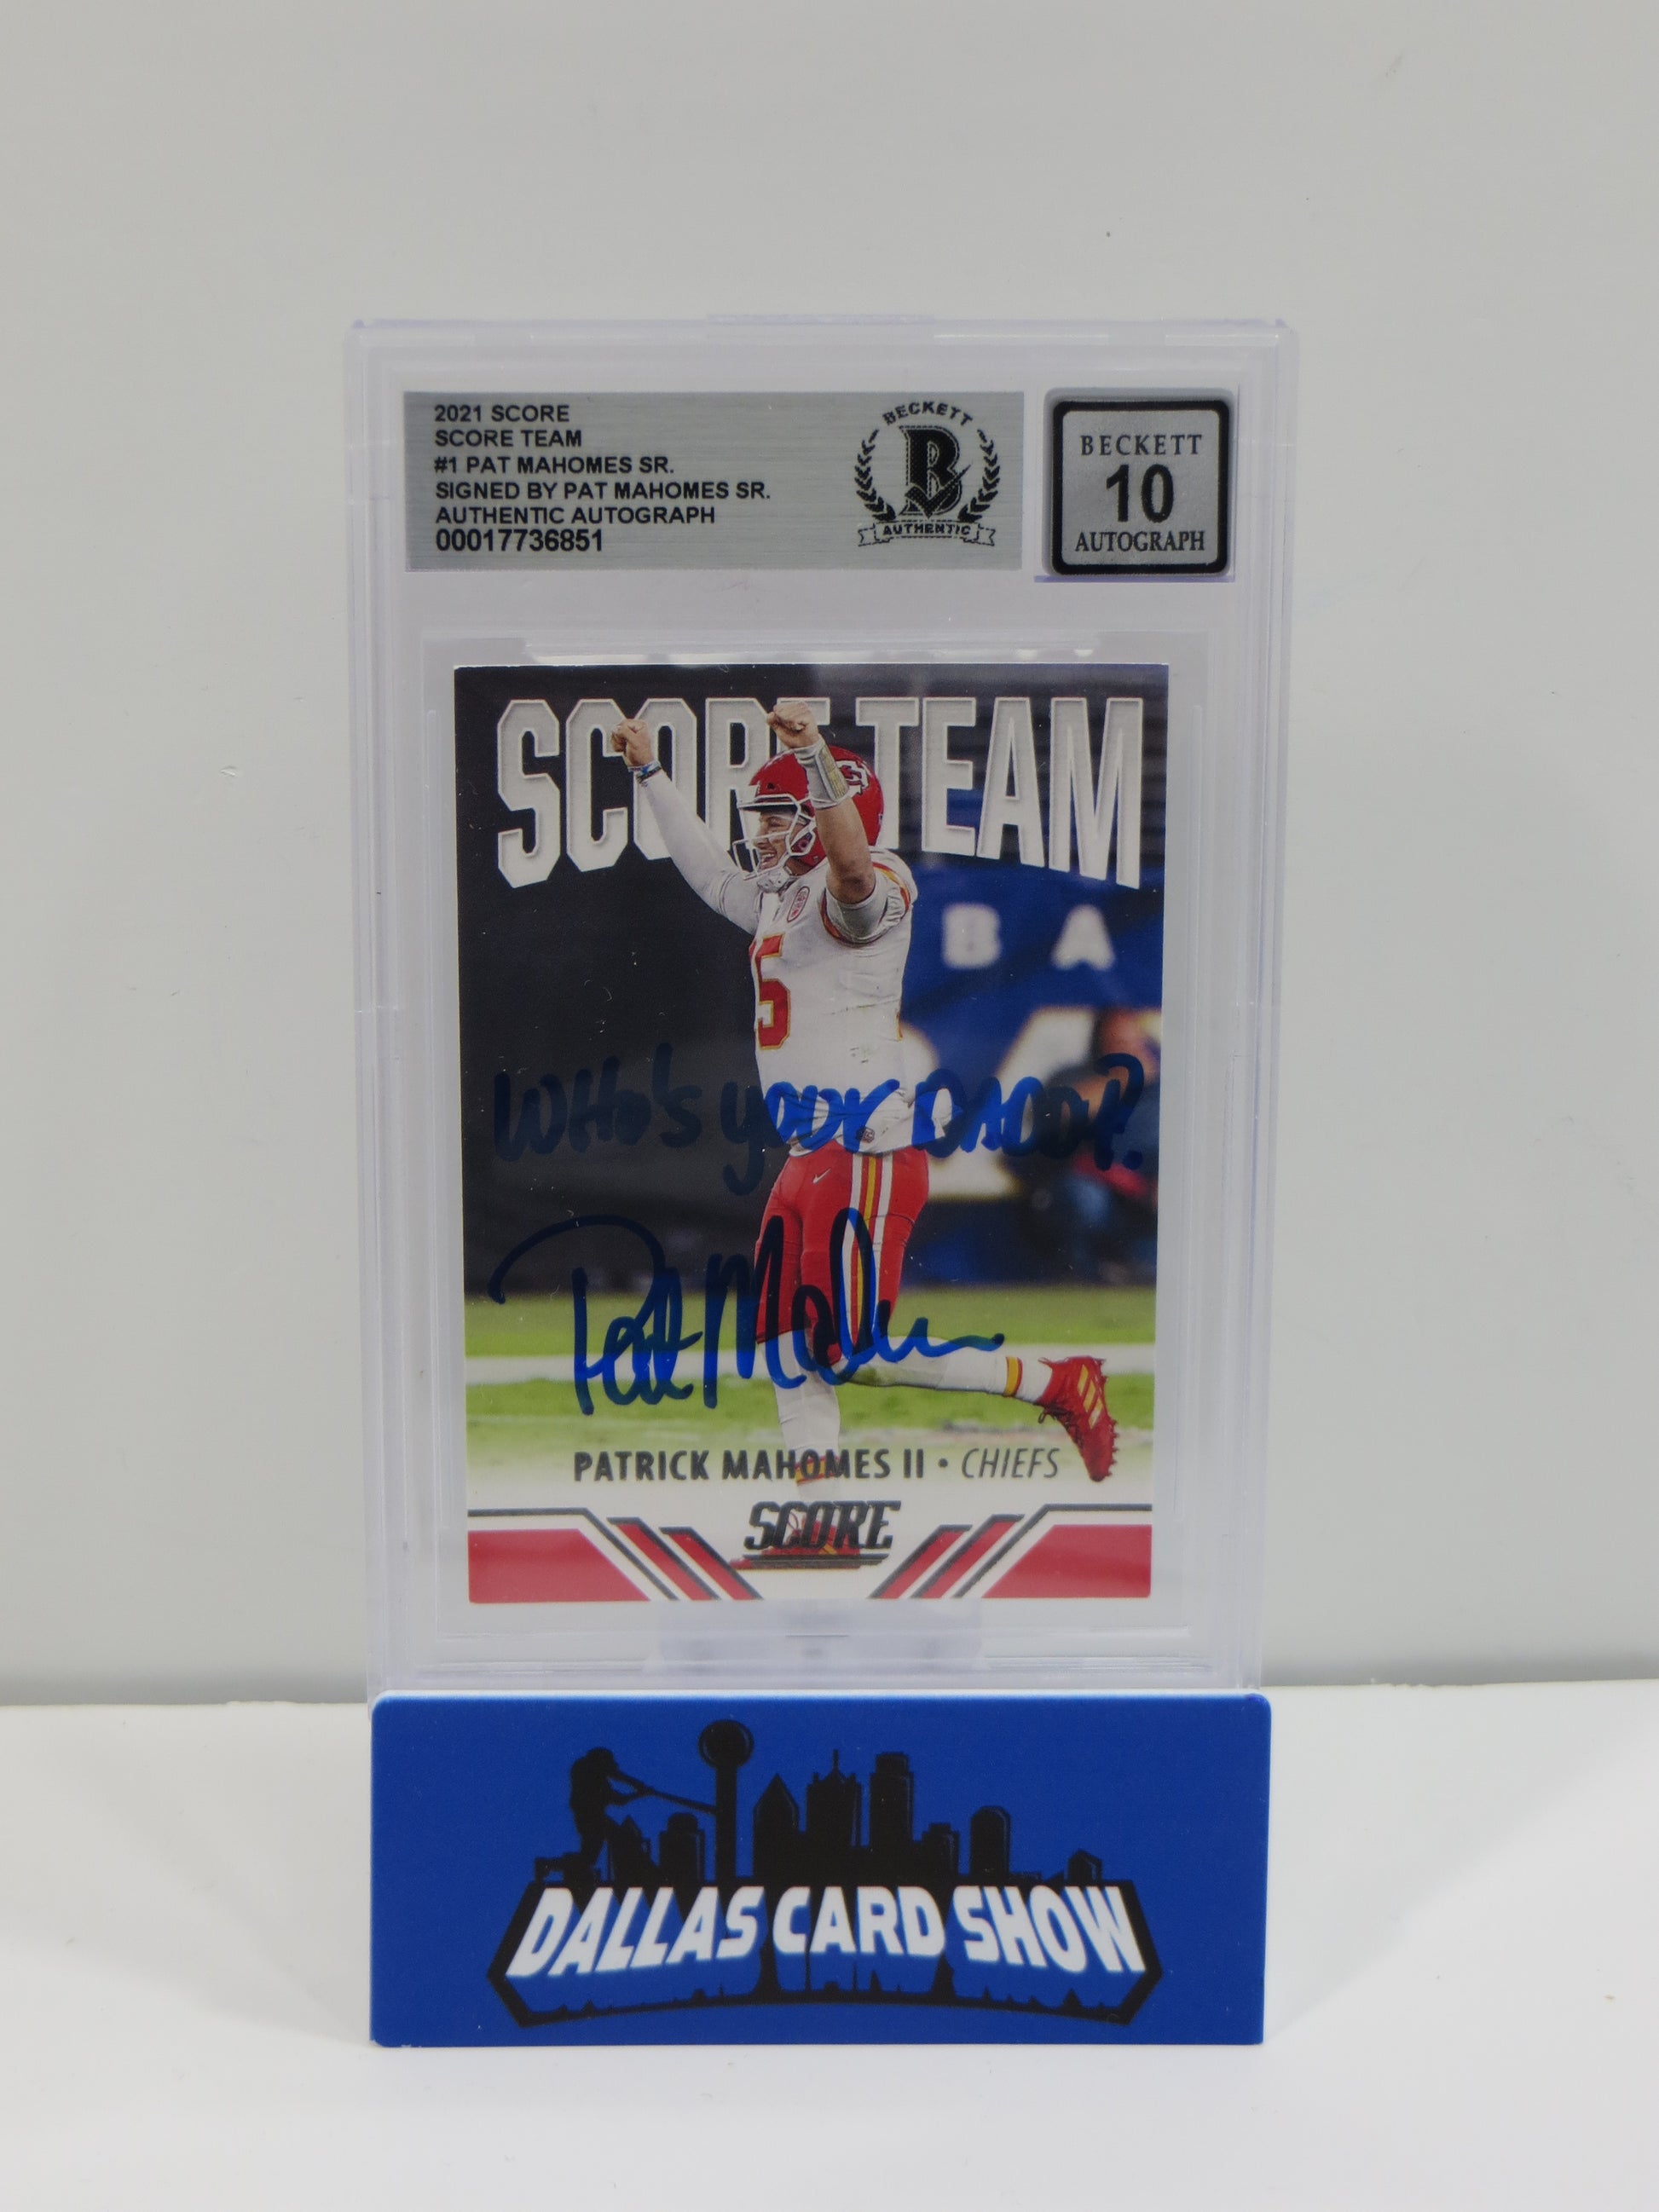 2021 SCORE
SCORE TEAM
#1 PAT MAHOMES SR.
SIGNED BY PAT MAHOMES SR.
AUTHENTIC AUTOGRAPH
00017736851
BECKETT
B
AUTHENTIC
BECKETT
10
AUTOGRAPH
SCORE TEAM
B A
5
WHo's yoUr DADDY?
Pat Mahomes
PATRICK MAHOMES II • CHIEFS
SCORE
DALLAS CARD SHOW